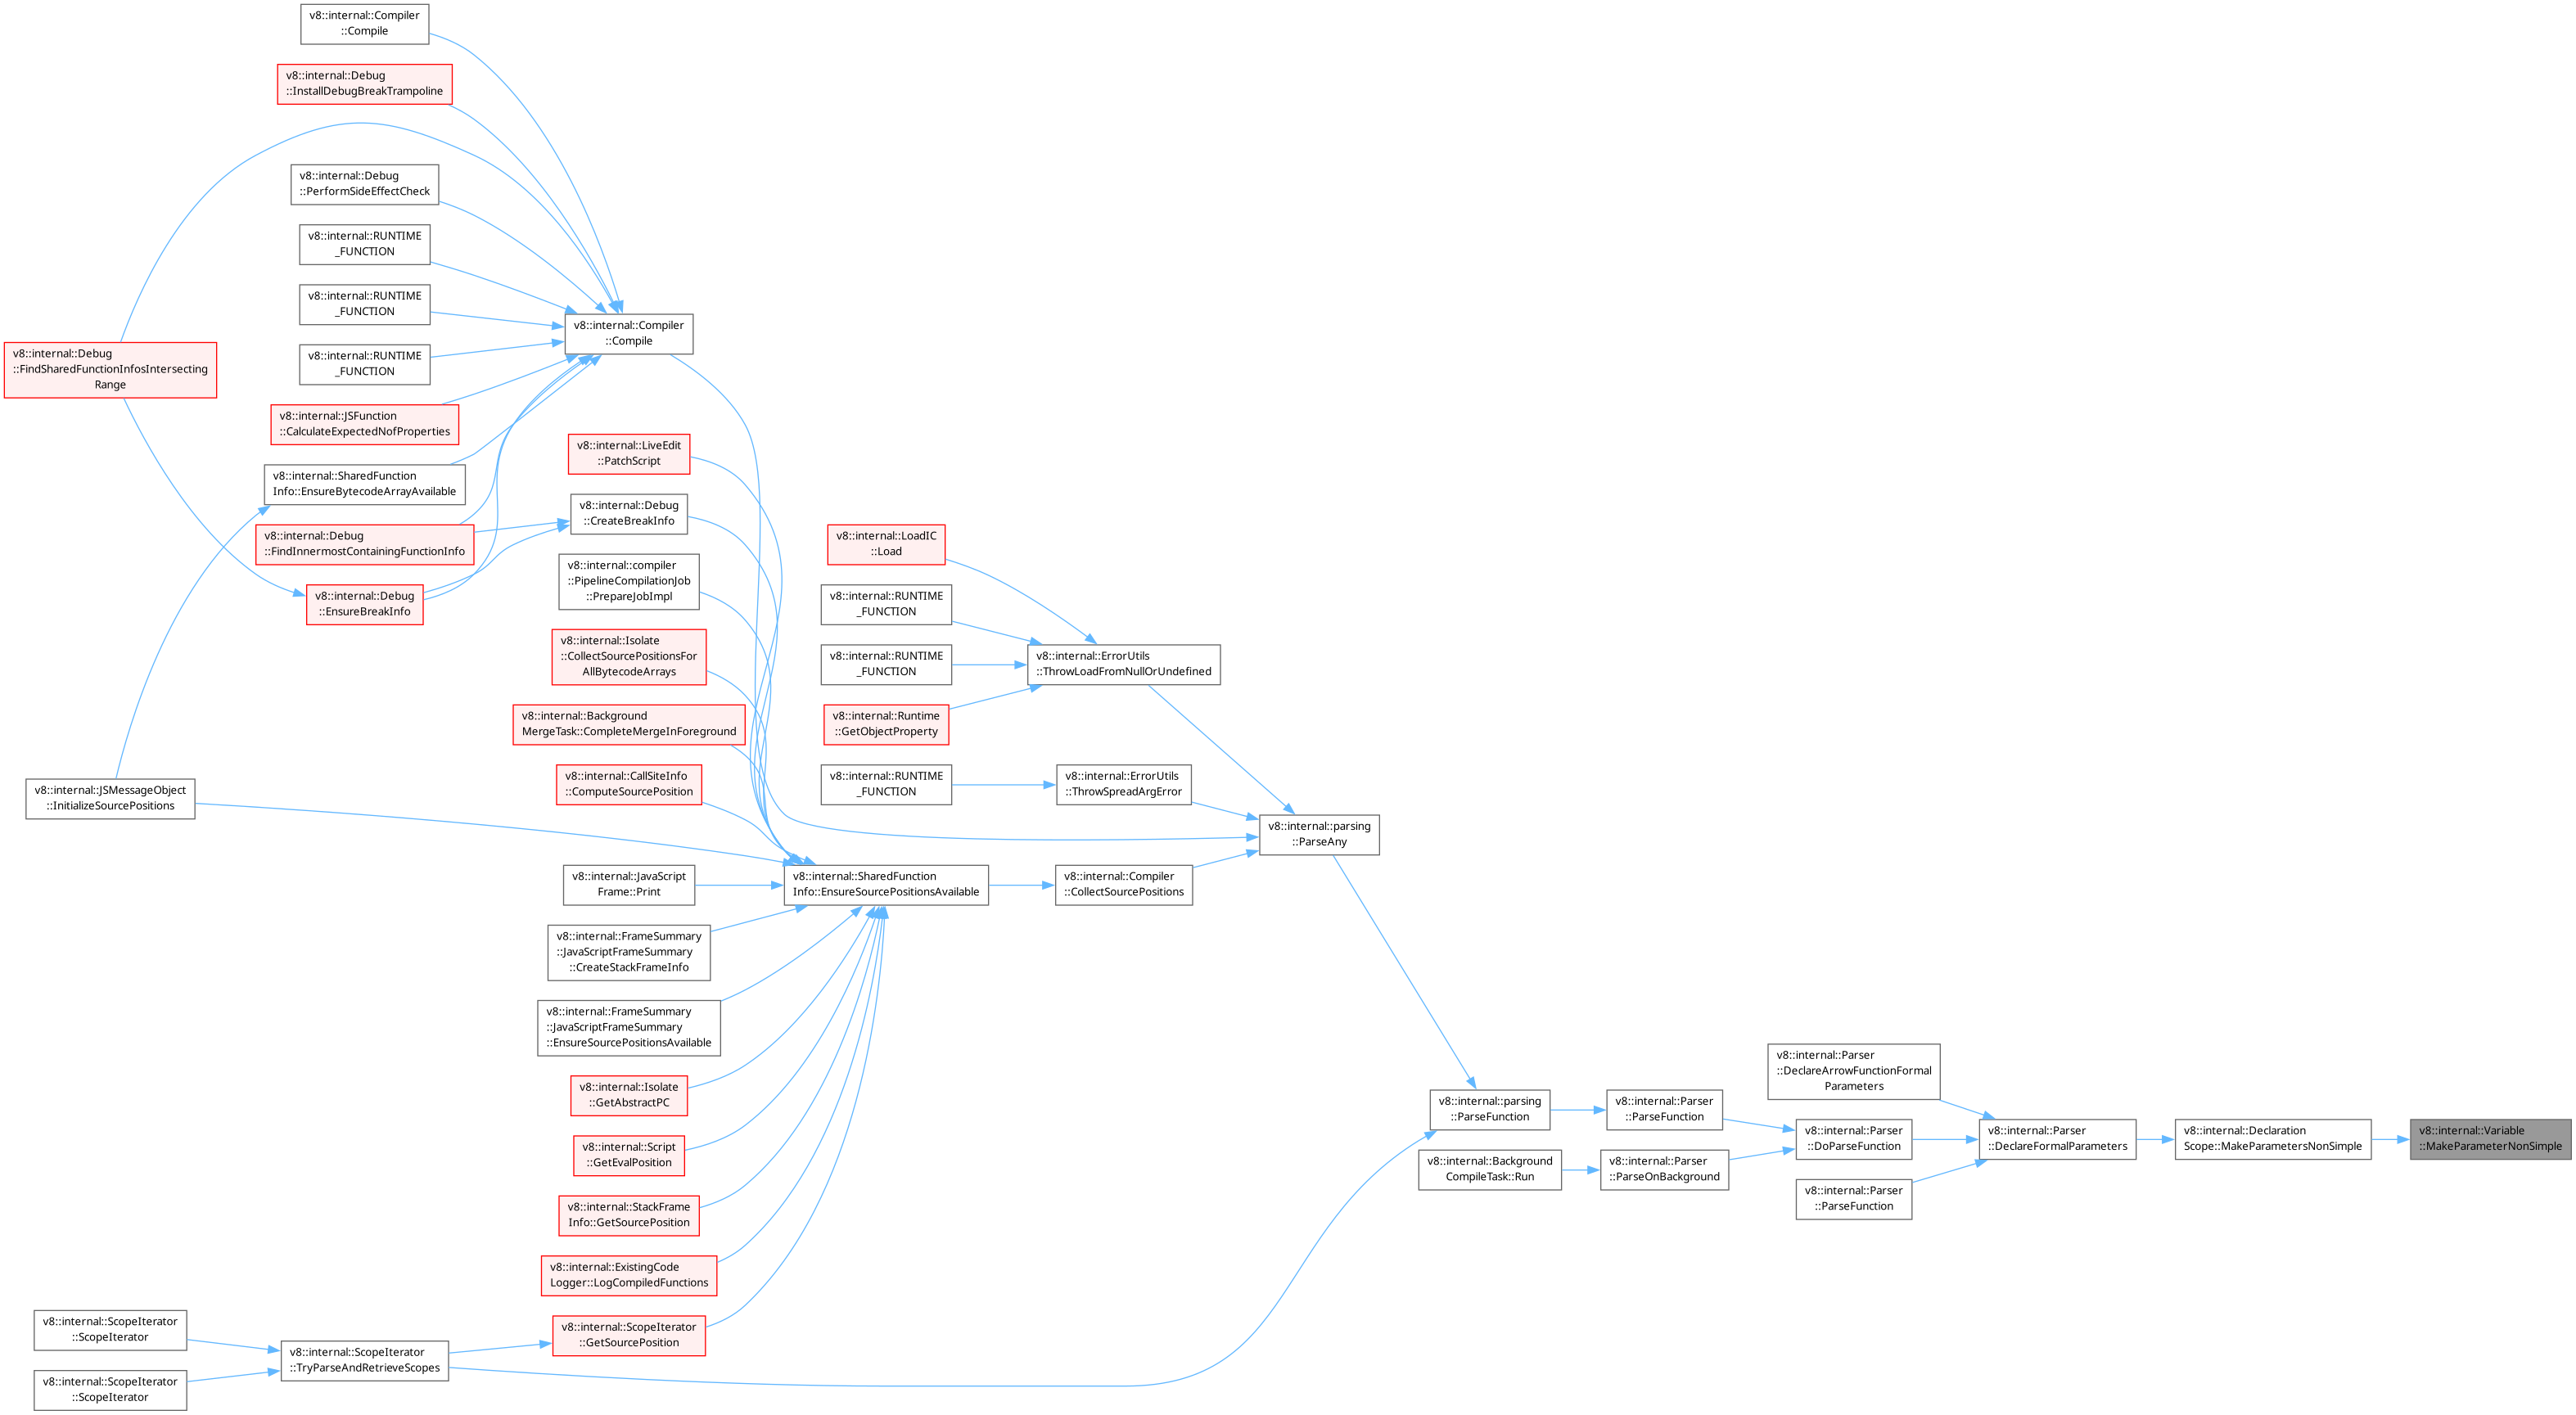 v8::internal::Compiler
::Compile
v8::internal::Debug
::InstallDebugBreakTrampoline
v8::internal::Debug
::PerformSideEffectCheck
v8::internal::RUNTIME
_FUNCTION
v8::internal::RUNTIME
_FUNCTION
v8::internal::RUNTIME
_FUNCTION
v8::internal::Compiler
::Compile
v8::internal::Debug
::FindSharedFunctionInfosIntersecting
Range
v8::internal::JSFunction
::CalculateExpectedNofProperties
v8::internal::SharedFunction
Info::EnsureBytecodeArrayAvailable
v8::internal::Debug
::FindInnermostContainingFunctionInfo
v8::internal::Debug
::EnsureBreakInfo
v8::internal::JSMessageObject
::InitializeSourcePositions
v8::internal::LiveEdit
::PatchScript
v8::internal::Debug
::CreateBreakInfo
v8::internal::compiler
::PipelineCompilationJob
::PrepareJobImpl
v8::internal::Isolate
::CollectSourcePositionsFor
AllBytecodeArrays
v8::internal::Background
MergeTask::CompleteMergeInForeground
v8::internal::CallSiteInfo
::ComputeSourcePosition
v8::internal::JavaScript
Frame::Print
v8::internal::FrameSummary
::JavaScriptFrameSummary
::CreateStackFrameInfo
v8::internal::FrameSummary
::JavaScriptFrameSummary
::EnsureSourcePositionsAvailable
v8::internal::Isolate
::GetAbstractPC
v8::internal::Script
::GetEvalPosition
v8::internal::StackFrame
Info::GetSourcePosition
v8::internal::ExistingCode
Logger::LogCompiledFunctions
v8::internal::ScopeIterator
::GetSourcePosition
v8::internal::ScopeIterator
::ScopeIterator
v8::internal::ScopeIterator
::ScopeIterator
v8::internal::ScopeIterator
::TryParseAndRetrieveScopes
v8::internal::LoadIC
::Load
v8::internal::RUNTIME
_FUNCTION
v8::internal::RUNTIME
_FUNCTION
v8::internal::Runtime
::GetObjectProperty
v8::internal::RUNTIME
_FUNCTION
v8::internal::SharedFunction
Info::EnsureSourcePositionsAvailable
v8::internal::ErrorUtils
::ThrowLoadFromNullOrUndefined
v8::internal::ErrorUtils
::ThrowSpreadArgError
v8::internal::Compiler
::CollectSourcePositions
v8::internal::parsing
::ParseAny
v8::internal::parsing
::ParseFunction
v8::internal::Background
CompileTask::Run
v8::internal::Parser
::ParseFunction
v8::internal::Parser
::ParseOnBackground
v8::internal::Parser
::DeclareArrowFunctionFormal
Parameters
v8::internal::Parser
::DoParseFunction
v8::internal::Parser
::ParseFunction
v8::internal::Parser
::DeclareFormalParameters
v8::internal::Declaration
Scope::MakeParametersNonSimple
v8::internal::Variable
::MakeParameterNonSimple